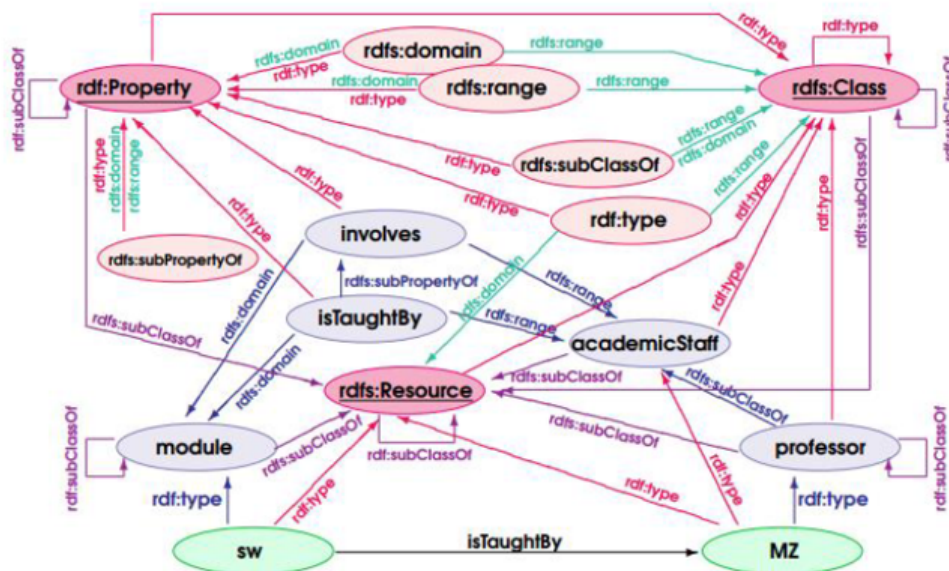 rdf:type
rdfs:domain
rdfs:domain
rdfs:range
rdf:type
rdf:type
rdf:Property
rdfs:domain
rdf:type
rdfs:range
rdfs:range
rdfs:Class
rdf:subClassOf
rdf:subClassOf
rdf:type
rdfs:domain
rdfs:range
rdf:type
rdfs:subClassOf
rdfs:range
rdfs:domain
rdfs:range
rdf:type
rdf:type
rdf:type
rdf:type
rdf:type
rdfs:subClassOf
rdf:type
rdfs:subPropertyOf
involves
rdfs:domain
rdfs:subPropertyOf
rdf:type
rdfs:range
rdf:type
isTaughtBy
rdfs:range
academicStaff
rdfs:subClassOf
rdfs:domain
rdfs:subClassOf
rdfs:Resource
rdfs:subClassOf
rdfs:subClassOf
module
rdfs:subClassOf
rdf:subClassOf
rdfs:subClassOf
professor
rdfs:subClassOf
rdf:subClassOf
rdf:type
rdf:type
rdf:type
rdf:type
rdf:type
sw
isTaughtBy
MZ